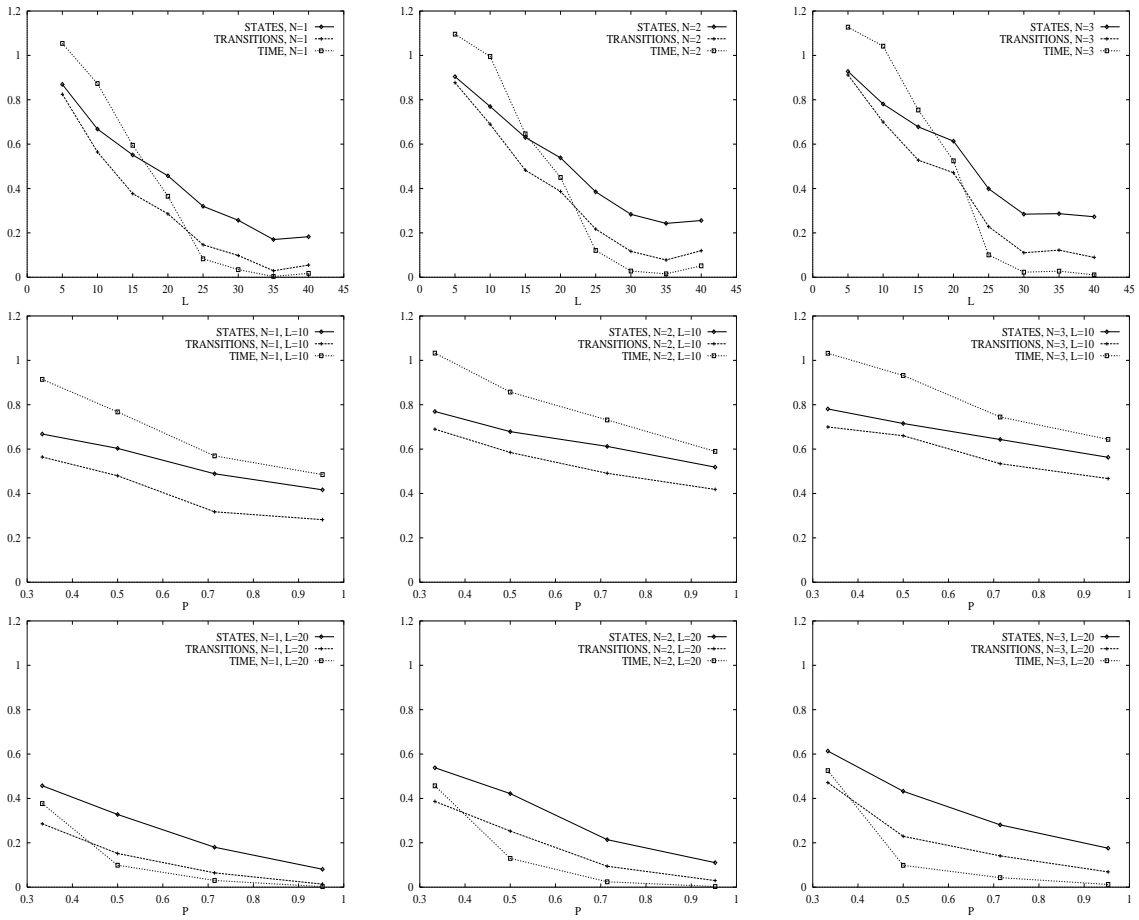 1.2
1
0.8
0.6
0.4
0.2
0
5 10 15 20 25 30 35 40 45
L
STATES, N=1
TRANSITIONS, N=1
TIME, N=1
1.2
1
0.8
0.6
0.4
0.2
0
5 10 15 20 25 30 35 40 45
L
STATES, N=2
TRANSITIONS, N=2
TIME, N=2
1.2
1
0.8
0.6
0.4
0.2
0
5 10 15 20 25 30 35 40 45
L
STATES, N=3
TRANSITIONS, N=3
TIME, N=3
1.2
1
0.8
0.6
0.4
0.2
0
0.3 0.4 0.5 0.6 0.7 0.8 0.9 1
P
STATES, N=1, L=10
TRANSITIONS, N=1, L=10
TIME, N=1, L=10
1.2
1
0.8
0.6
0.4
0.2
0
0.3 0.4 0.5 0.6 0.7 0.8 0.9 1
P
STATES, N=2, L=10
TRANSITIONS, N=2, L=10
TIME, N=2, L=10
1.2
1
0.8
0.6
0.4
0.2
0
0.3 0.4 0.5 0.6 0.7 0.8 0.9 1
P
STATES, N=3, L=10
TRANSITIONS, N=3, L=10
TIME, N=3, L=10
1.2
1
0.8
0.6
0.4
0.2
0
0.3 0.4 0.5 0.6 0.7 0.8 0.9 1
P
STATES, N=1, L=20
TRANSITIONS, N=1, L=20
TIME, N=1, L=20
1.2
1
0.8
0.6
0.4
0.2
0
0.3 0.4 0.5 0.6 0.7 0.8 0.9 1
P
STATES, N=2, L=20
TRANSITIONS, N=2, L=20
TIME, N=2, L=20
1.2
1
0.8
0.6
0.4
0.2
0
0.3 0.4 0.5 0.6 0.7 0.8 0.9 1
P
STATES, N=3, L=20
TRANSITIONS, N=3, L=20
TIME, N=3, L=20